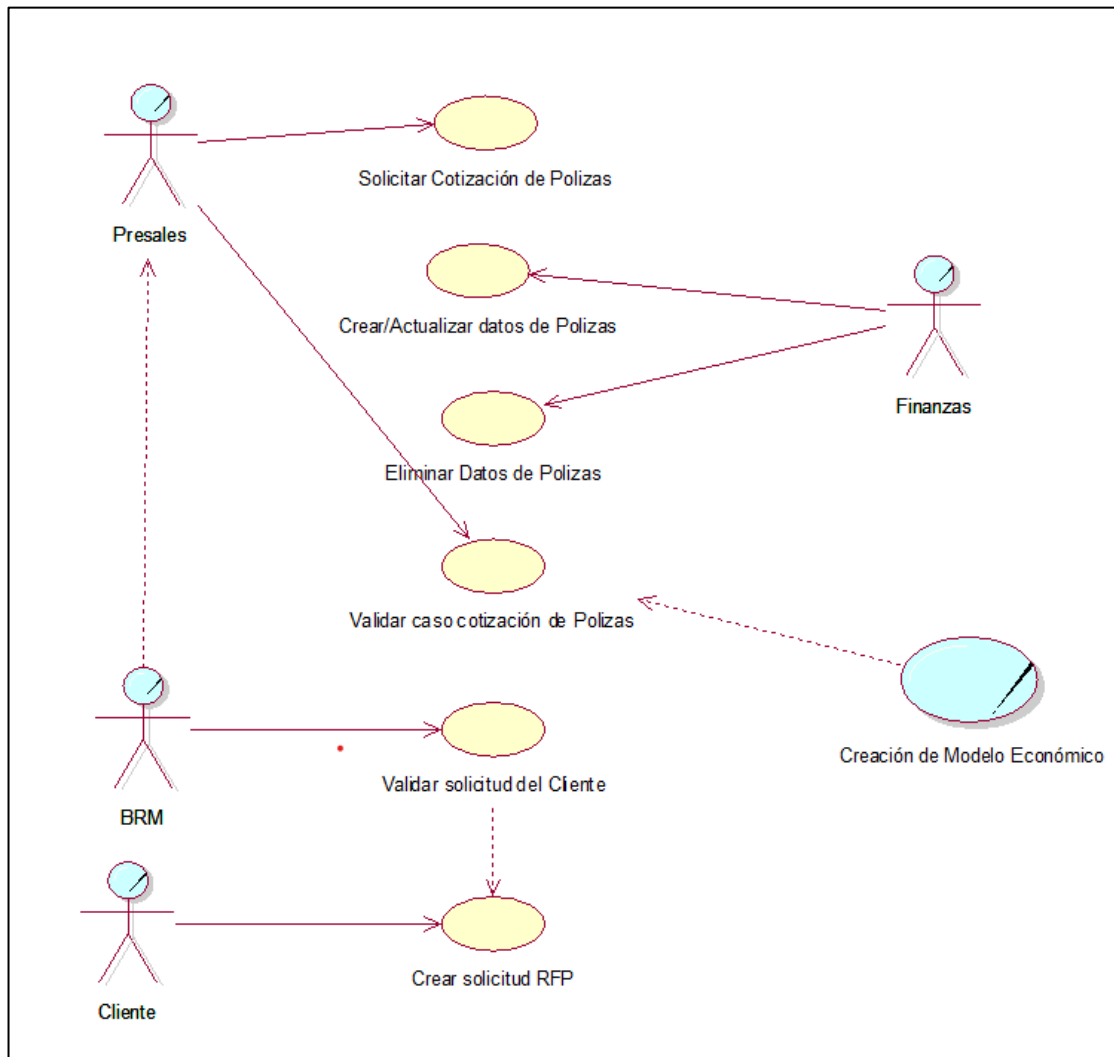 Solicitar Cotización de Polizas
Presales
Crear/Actualizar datos de Polizas
Finanzas
Eliminar Datos de Polizas
Validar caso cotización de Polizas
Creación de Modelo Económico
Validar solicitud del Cliente
BRM
Crear solicitud RFP
Cliente